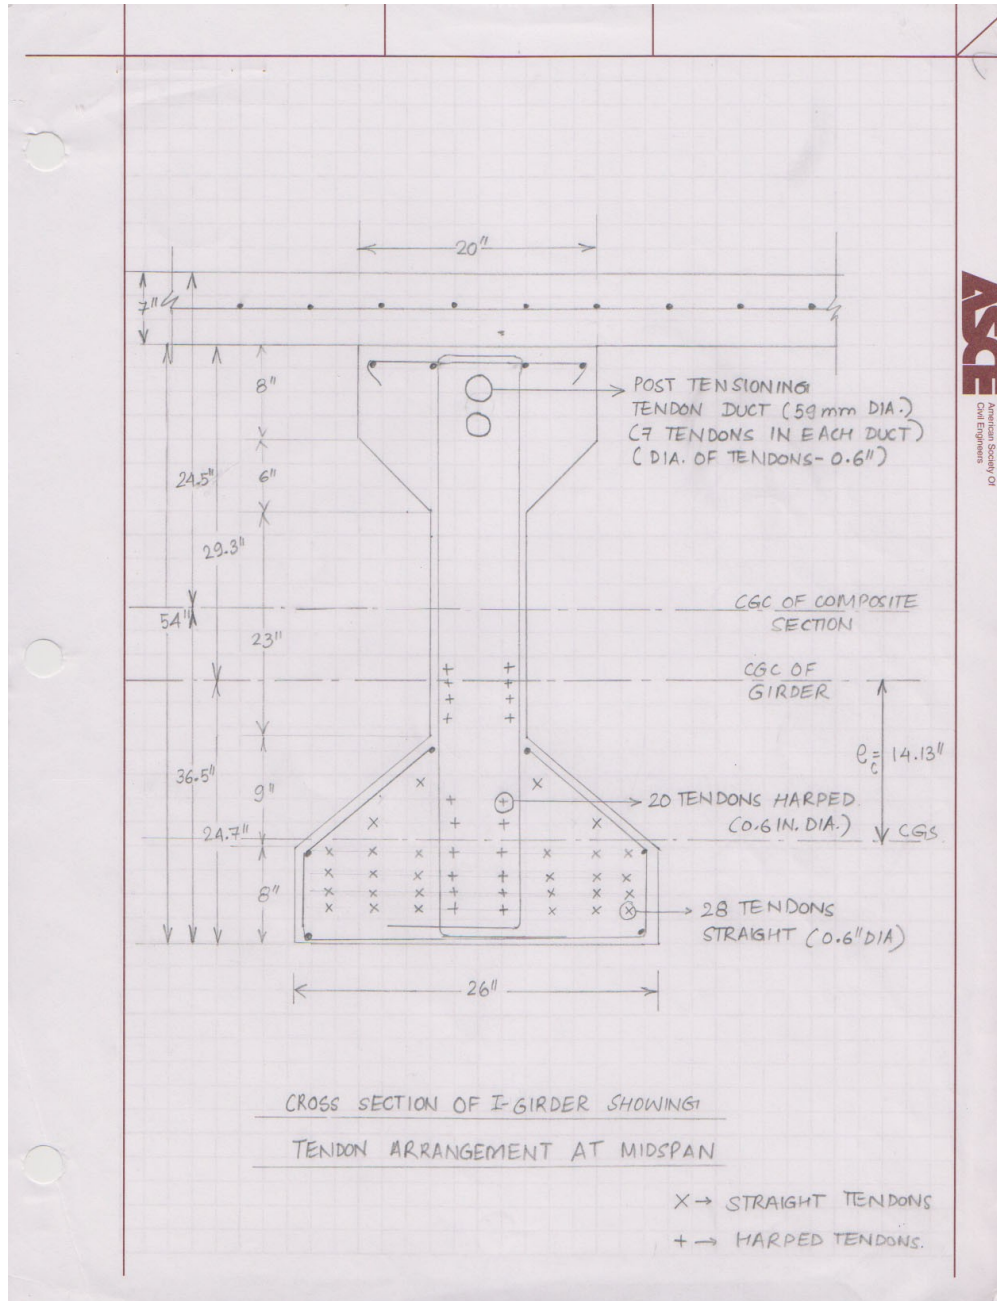 20"
7"
8"
POST TENSIONING
TENDON DUCT (59mm DIA.)
(7 TENDONS IN EACH DUCT)
(DIA. OF TENDONS- 0.6")
24.5"
6"
29.3"
CGC OF COMPOSITE
SECTION
54"
23"
CGC OF
GIRDER
e_c = 14.13"
36.5"
9"
20 TENDONS HARPED.
(0.6 IN. DIA.)
24.7"
CGS
8"
28 TENDONS
STRAIGHT (0.6" DIA)
26"
CROSS SECTION OF I-GIRDER SHOWING
TENDON ARRANGEMENT AT MIDSPAN
X → STRAIGHT TENDONS
+ → HARPED TENDONS.
ASCE
American Society Of
Civil Engineers